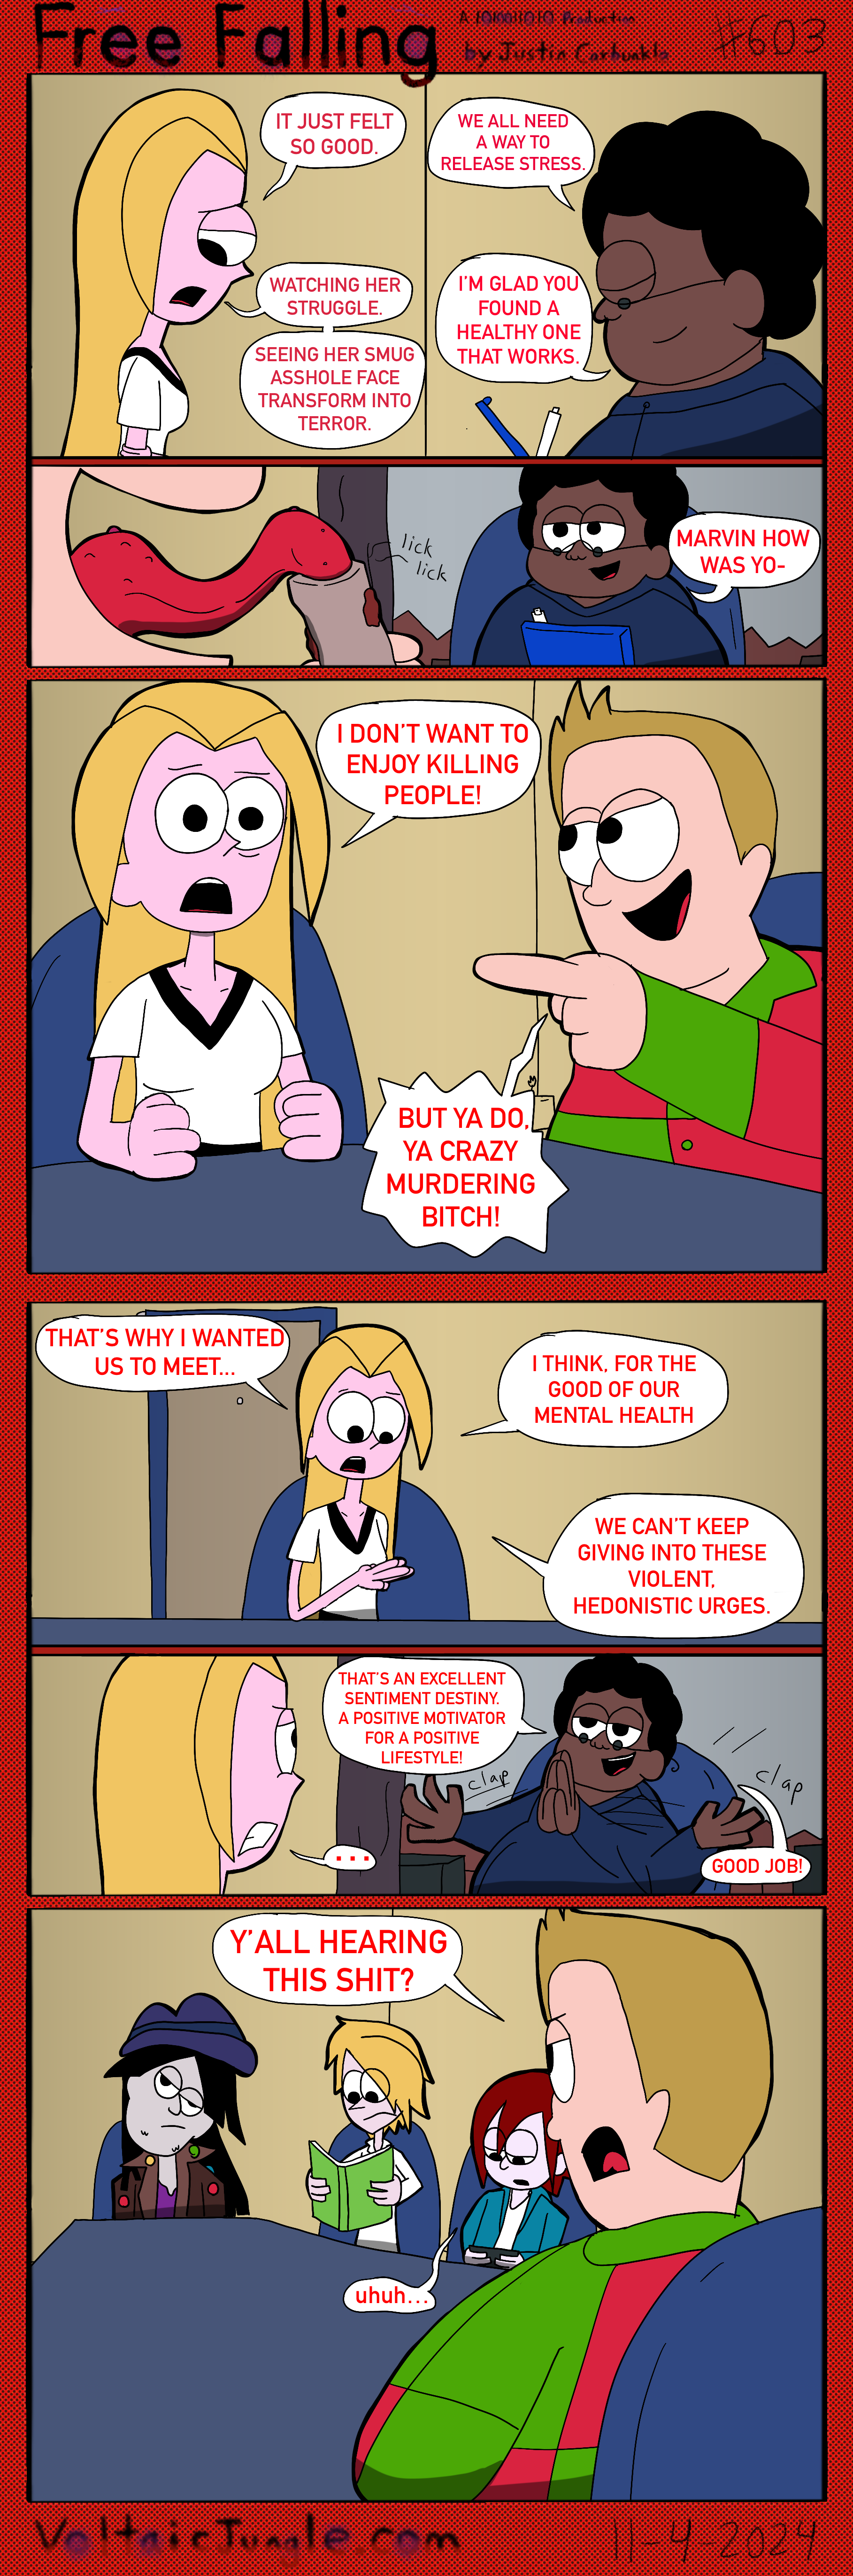 Free Falling
A 1010011010 Production
by Justin Carbunkle
#603
IT JUST FELT
SO GOOD.
WATCHING HER
STRUGGLE.
SEEING HER SMUG
ASSHOLE FACE
TRANSFORM INTO
TERROR.
WE ALL NEED
A WAY TO
RELEASE STRESS.
I'M GLAD YOU
FOUND A
HEALTHY ONE
THAT WORKS.
lick
lick
MARVIN HOW
WAS YO-
I DON'T WANT TO
ENJOY KILLING
PEOPLE!
BUT YA DO,
YA CRAZY
MURDERING
BITCH!
THAT'S WHY I WANTED
US TO MEET...
I THINK, FOR THE
GOOD OF OUR
MENTAL HEALTH
WE CAN'T KEEP
GIVING INTO THESE
VIOLENT,
HEDONISTIC URGES.
THAT'S AN EXCELLENT
SENTIMENT DESTINY.
A POSITIVE MOTIVATOR
FOR A POSITIVE
LIFESTYLE!
clap
clap
...
GOOD JOB!
Y'ALL HEARING
THIS SHIT?
uhuh...
VoltaicJungle.com
11-4-2024